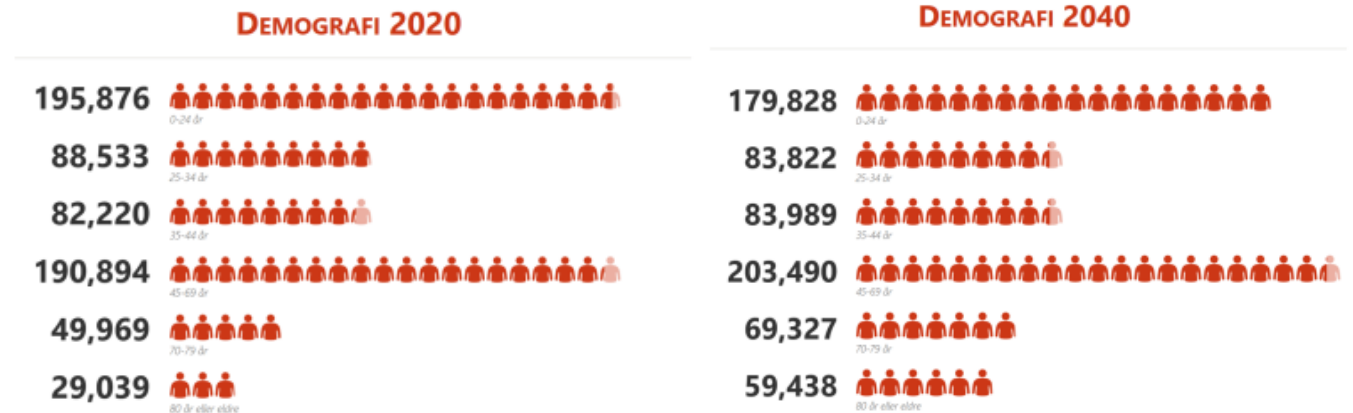 DEMOGRAFI 2020
195,876
0-24 år
88,533
25-34 år
82,220
35-44 år
190,894
45-69 år
49,969
70-79 år
29,039
80 år eller eldre
DEMOGRAFI 2040
179,828
0-24 år
83,822
25-34 år
83,989
35-44 år
203,490
45-69 år
69,327
70-79 år
59,438
80 år eller eldre